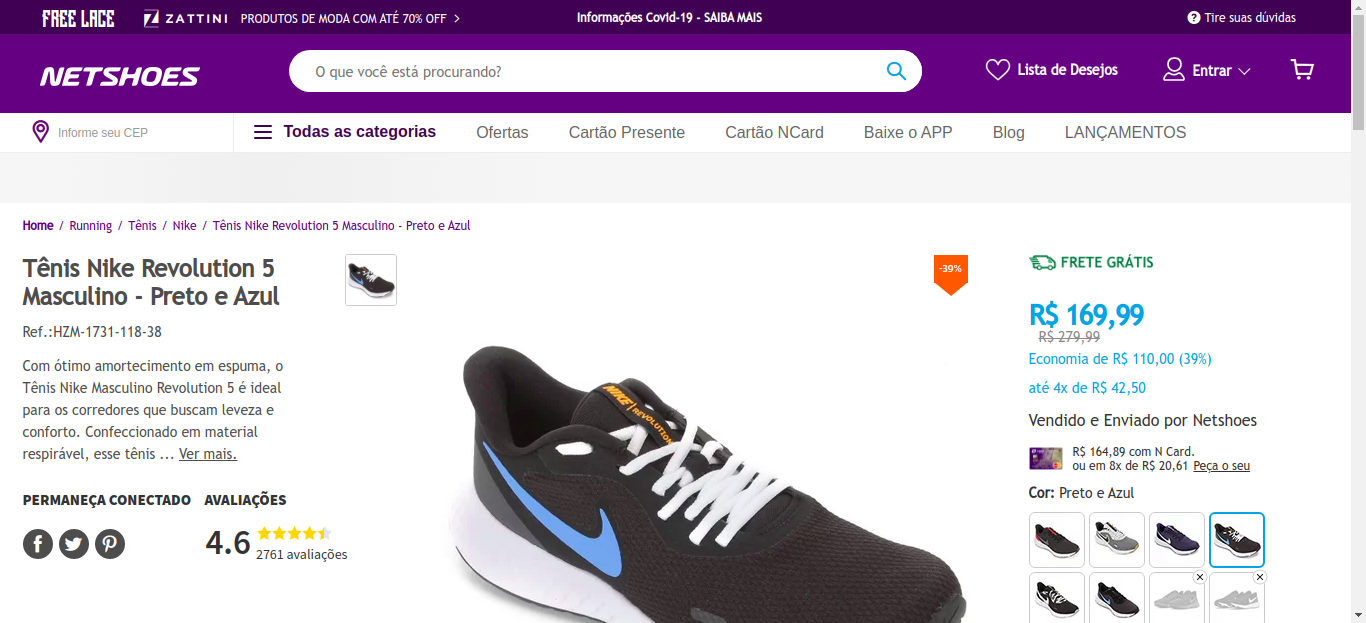 FREE LACE
ZATTINI PRODUTOS DE MODA COM ATÉ 70% OFF
Informações Covid-19 - SAIBA MAIS
Tire suas dúvidas
NETSHOES
O que você está procurando?
Lista de Desejos
Entrar
Informe seu CEP
Todas as categorias
Ofertas
Cartão Presente
Cartão NCard
Baixe o APP
Blog
LANÇAMENTOS
Home / Running / Tênis / Nike / Tênis Nike Revolution 5 Masculino - Preto e Azul
Tênis Nike Revolution 5
Masculino - Preto e Azul
Ref.:HZM-1731-118-38
Com ótimo amortecimento em espuma, o
Tênis Nike Masculino Revolution 5 é ideal
para os corredores que buscam leveza e
conforto. Confeccionado em material
respirável, esse tênis ... Ver mais.
PERMANEÇA CONECTADO
AVALIAÇÕES
4.6
2761 avaliações
-39%
NIKE
REVOLUTION
FRETE GRÁTIS
R$ 169,99
R$ 279,99
Economia de R$ 110,00 (39%)
até 4x de R$ 42,50
Vendido e Enviado por Netshoes
R$ 164,89 com N Card.
ou em 8x de R$ 20,61 Peça o seu
Cor: Preto e Azul